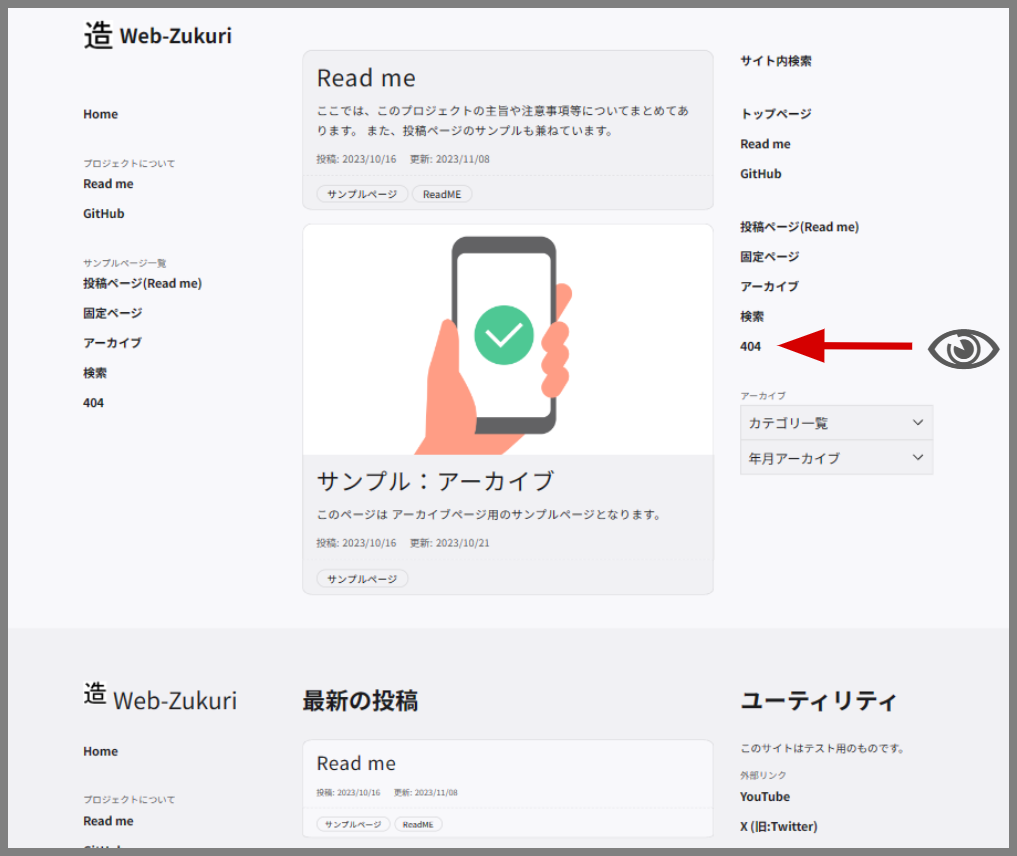 造 Web-Zukuri
Home
プロジェクトについて
Read me
GitHub
サンプルページ一覧
投稿ページ(Read me)
固定ページ
アーカイブ
検索
404
Read me
ここでは、このプロジェクトの主旨や注意事項等についてまとめてあ
ります。 また、投稿ページのサンプルも兼ねています。
投稿: 2023/10/16 更新: 2023/11/08
サンプルページ ReadME
サンプル：アーカイブ
このページは アーカイブページ用のサンプルページとなります。
投稿: 2023/10/16 更新: 2023/10/21
サンプルページ
サイト内検索
トップページ
Read me
GitHub
投稿ページ(Read me)
固定ページ
アーカイブ
検索
404
アーカイブ
カテゴリ一覧
年月アーカイブ
造 Web-Zukuri
Home
プロジェクトについて
Read me
最新の投稿
Read me
投稿: 2023/10/16 更新: 2023/11/08
サンプルページ ReadME
ユーティリティ
このサイトはテスト用のものです。
外部リンク
YouTube
X (旧:Twitter)